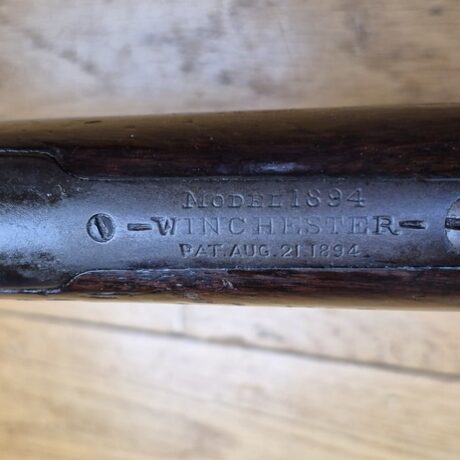 MODEL 1894
-WINCHESTER-
PAT. AUG. 21. 1894.